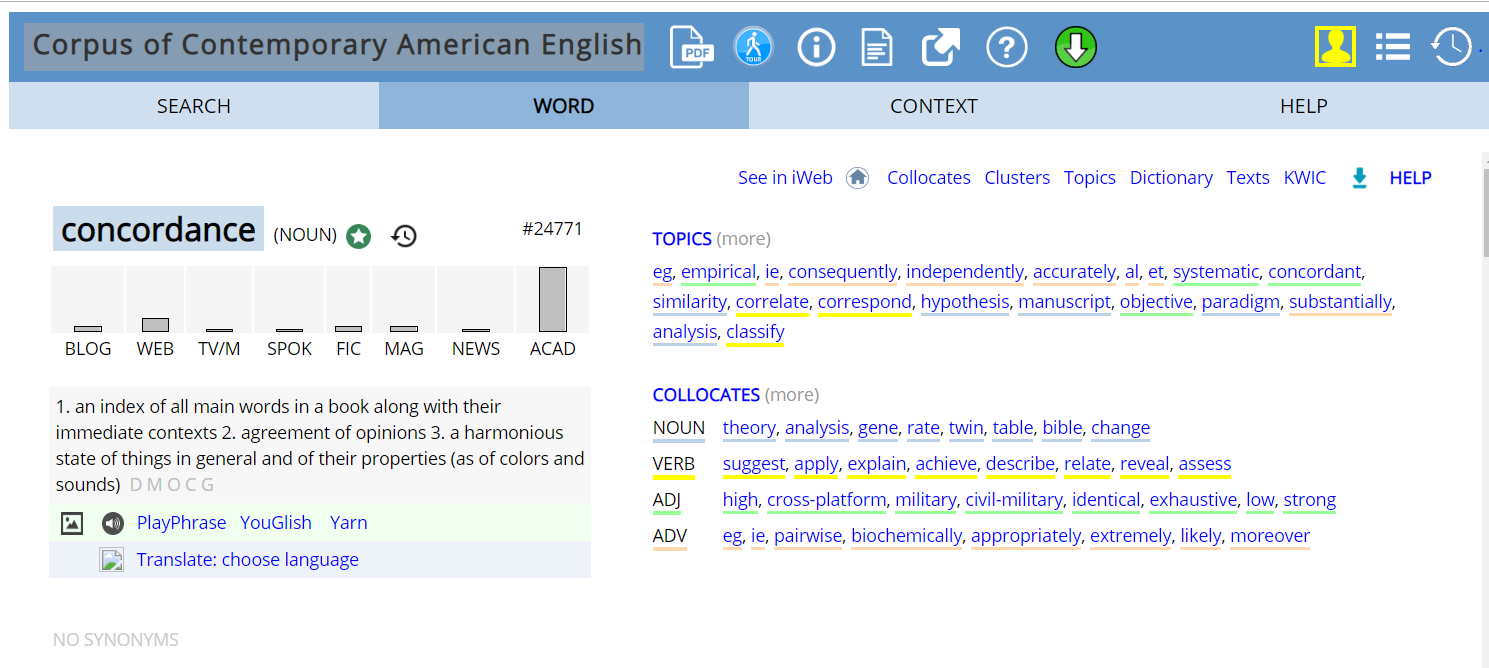 Corpus of Contemporary American English
PDF
TOUR
SEARCH WORD CONTEXT HELP
See in iWeb Collocates Clusters Topics Dictionary Texts KWIC HELP
concordance (NOUN) #24771
BLOG WEB TV/M SPOK FIC MAG NEWS ACAD
1. an index of all main words in a book along with their
immediate contexts 2. agreement of opinions 3. a harmonious
state of things in general and of their properties (as of colors and
sounds) D M O C G
PlayPhrase YouGlish Yarn
Translate: choose language
NO SYNONYMS
TOPICS (more)
eg, empirical, ie, consequently, independently, accurately, al, et, systematic, concordant,
similarity, correlate, correspond, hypothesis, manuscript, objective, paradigm, substantially,
analysis, classify
COLLOCATES (more)
NOUN theory, analysis, gene, rate, twin, table, bible, change
VERB suggest, apply, explain, achieve, describe, relate, reveal, assess
ADJ high, cross-platform, military, civil-military, identical, exhaustive, low, strong
ADV eg, ie, pairwise, biochemically, appropriately, extremely, likely, moreover